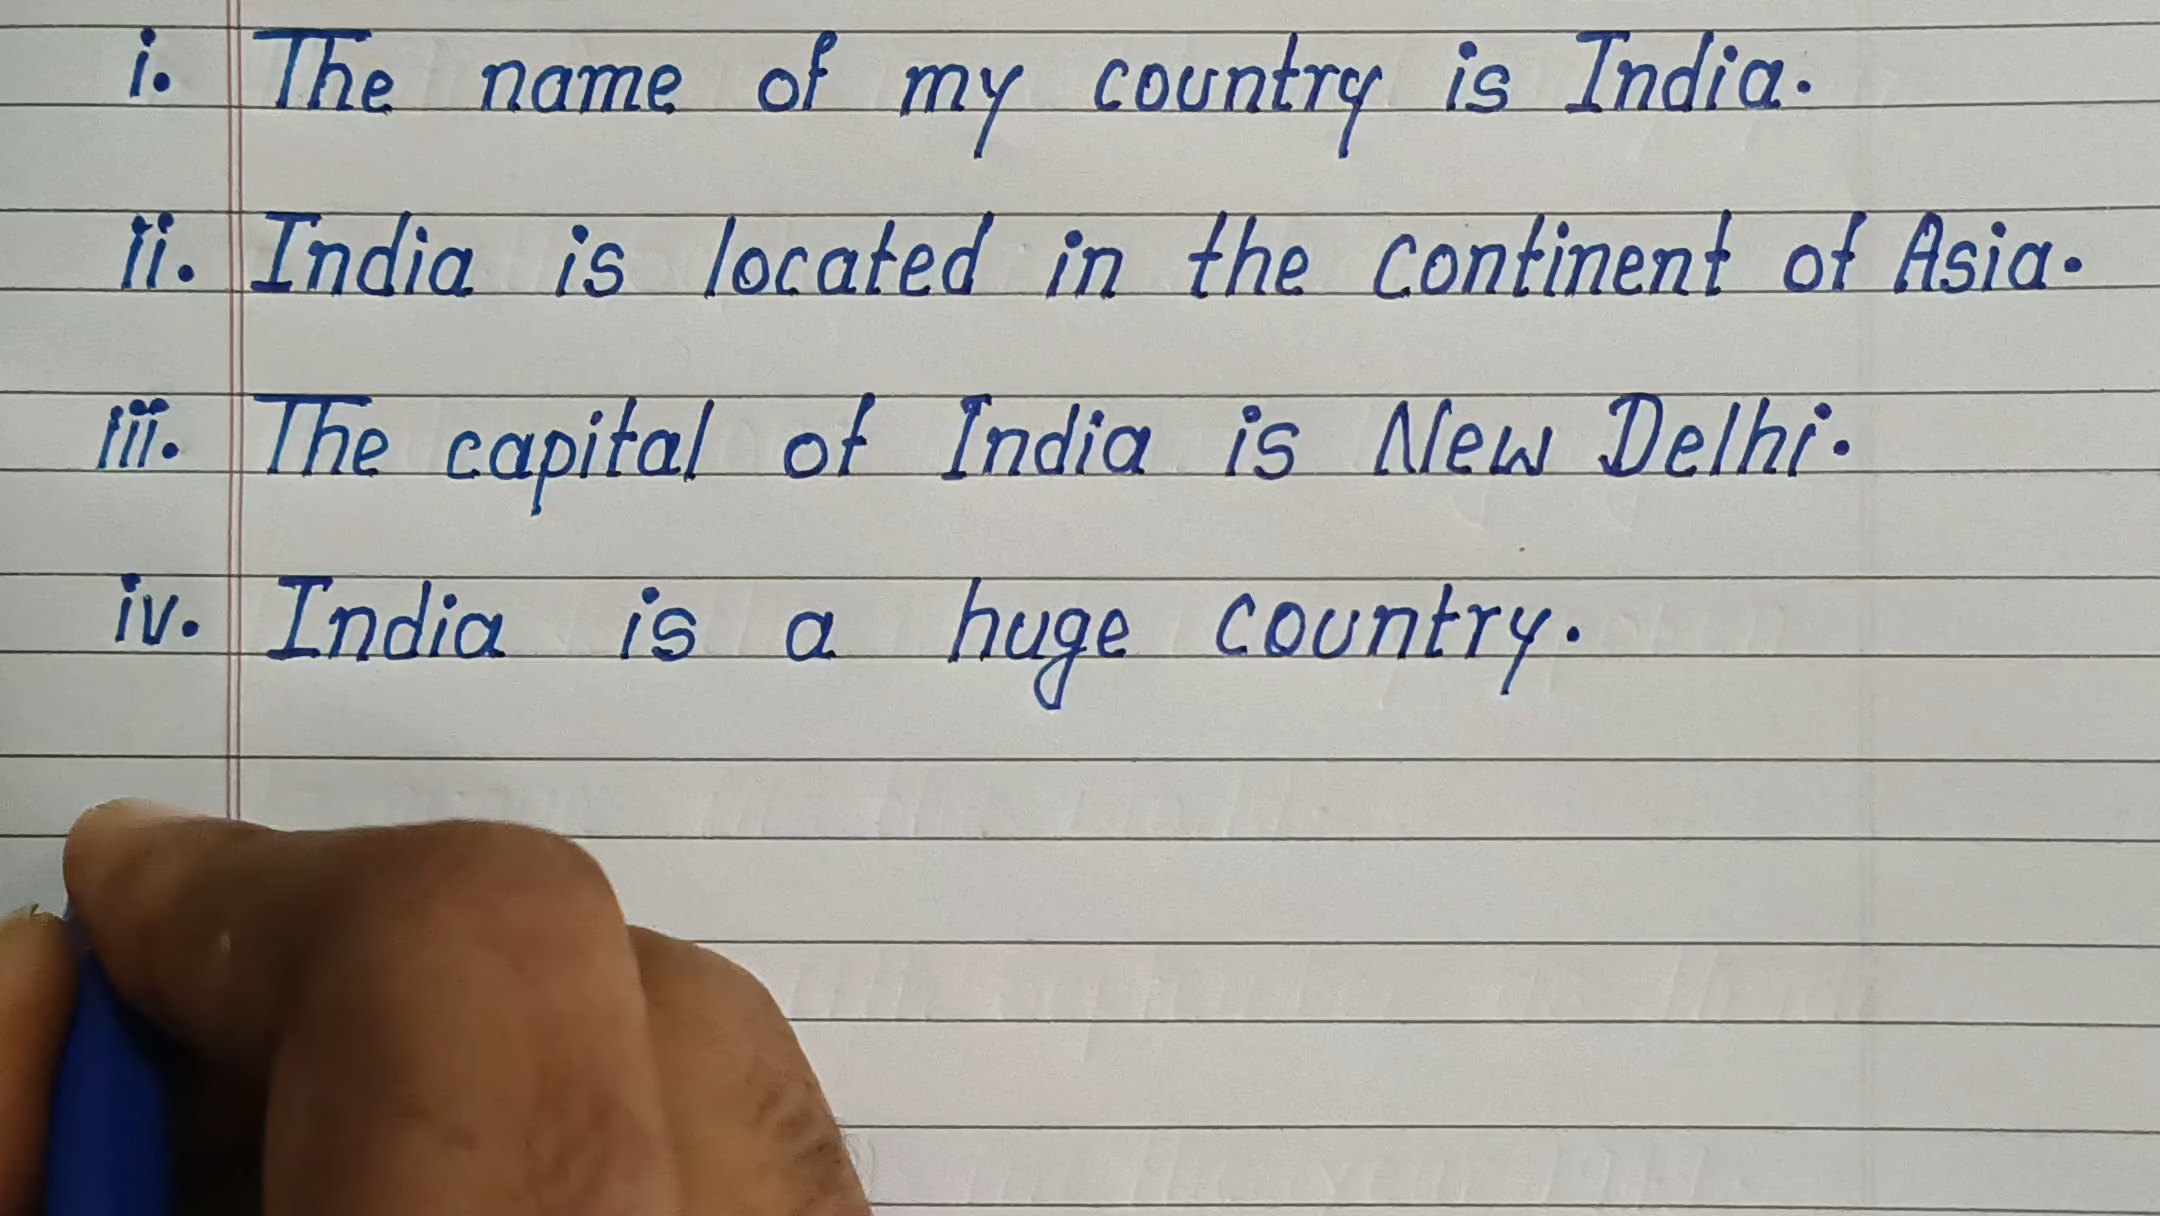 i. The name of my country is India.
ii. India is located in the continent of Asia.
iii. The capital of India is New Delhi.
iv. India is a huge country.